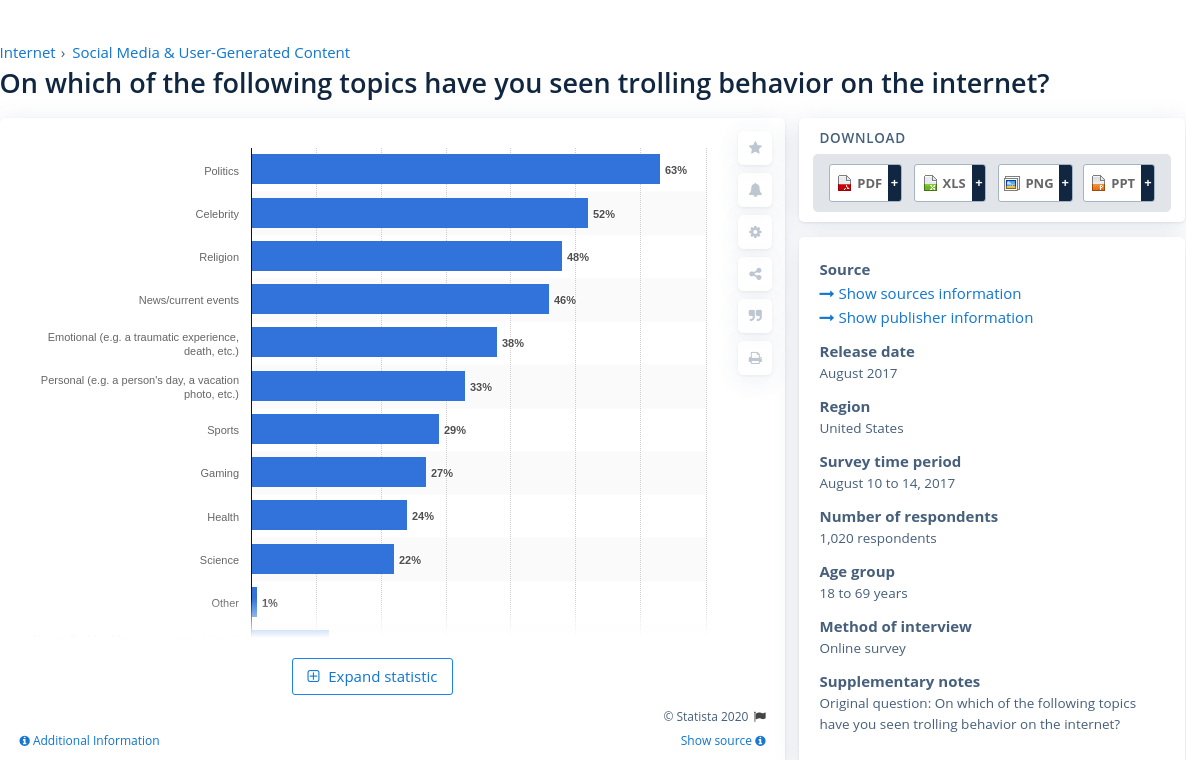 Internet › Social Media & User-Generated Content
On which of the following topics have you seen trolling behavior on the internet?
Politics
63%
Celebrity
52%
Religion
48%
News/current events
46%
Emotional (e.g. a traumatic experience,
death, etc.)
38%
Personal (e.g. a person's day, a vacation
photo, etc.)
33%
Sports
29%
Gaming
27%
Health
24%
Science
22%
Other
1%
Expand statistic
© Statista 2020
Additional Information
Show source
DOWNLOAD
PDF +
XLS +
PNG +
PPT +
Source
Show sources information
Show publisher information
Release date
August 2017
Region
United States
Survey time period
August 10 to 14, 2017
Number of respondents
1,020 respondents
Age group
18 to 69 years
Method of interview
Online survey
Supplementary notes
Original question: On which of the following topics
have you seen trolling behavior on the internet?